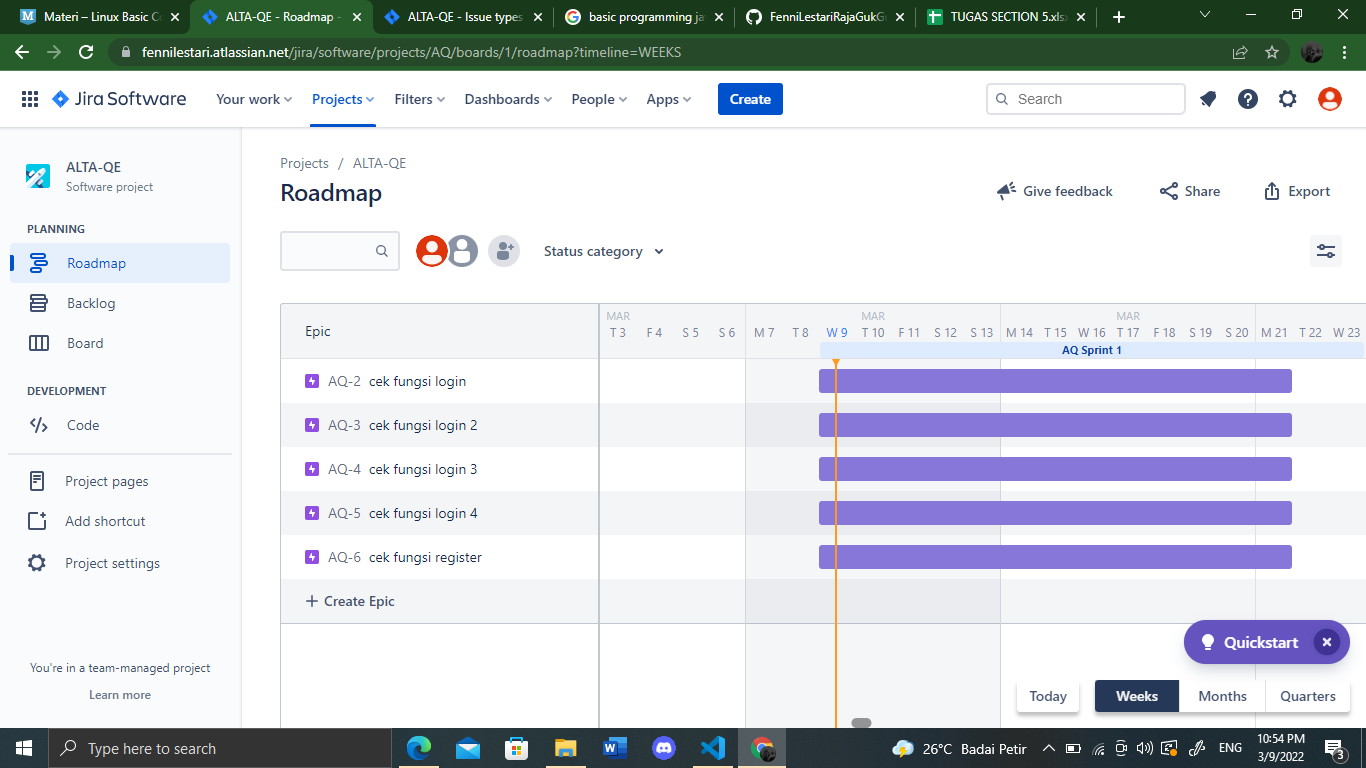 Materi – Linux Basic Co
ALTA-QE - Roadmap -
ALTA-QE - Issue types
basic programming ja
FenniLestariRajaGukGu
TUGAS SECTION 5.xls
fennilestari.atlassian.net/jira/software/projects/AQ/boards/1/roadmap?timeline=WEEKS
Jira Software
Your work
Projects
Filters
Dashboards
People
Apps
Create
Search
ALTA-QE
Software project
PLANNING
Roadmap
Backlog
Board
DEVELOPMENT
Code
Project pages
Add shortcut
Project settings
You're in a team-managed project
Learn more
Projects / ALTA-QE
Roadmap
Give feedback
Share
Export
Status category
Epic
MAR MAR MAR
T 3 F 4 S 5 S 6 M 7 T 8 W 9 T 10 F 11 S 12 S 13 M 14 T 15 W 16 T 17 F 18 S 19 S 20 M 21 T 22 W 23
AQ Sprint 1
AQ-2 cek fungsi login
AQ-3 cek fungsi login 2
AQ-4 cek fungsi login 3
AQ-5 cek fungsi login 4
AQ-6 cek fungsi register
+ Create Epic
Quickstart
Today
Weeks
Months
Quarters
Type here to search
26°C Badai Petir
ENG
10:54 PM
3/9/2022
3